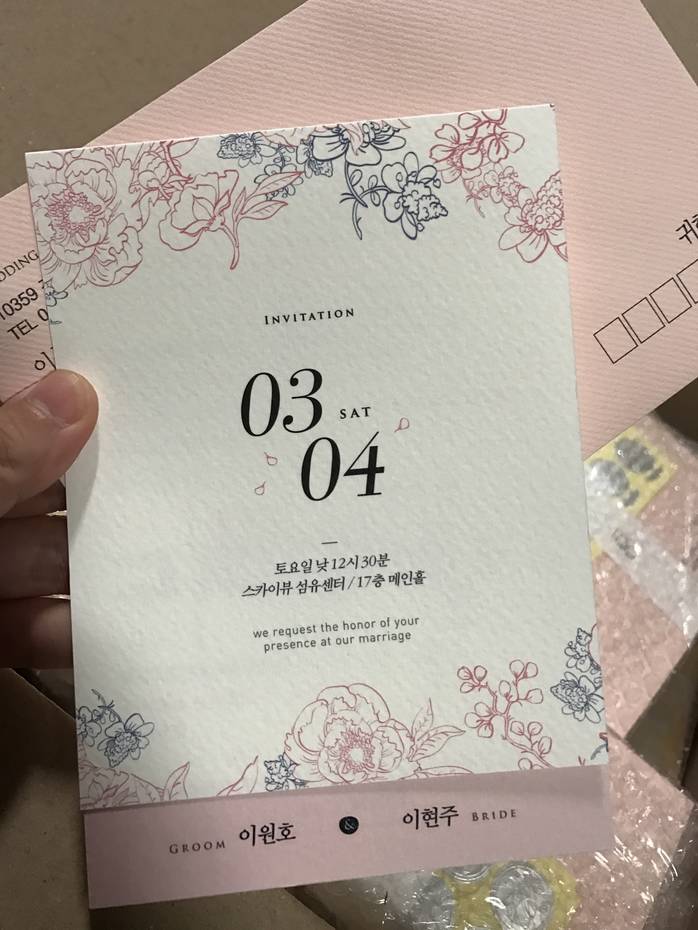 INVITATION
03
SAT
04
토요일 낮 12시 30분
스카이뷰 섬유센터 / 17층 메인홀
we request the honor of your
presence at our marriage
GROOM 이원호 & 이현주 BRIDE
10359
TEL 0